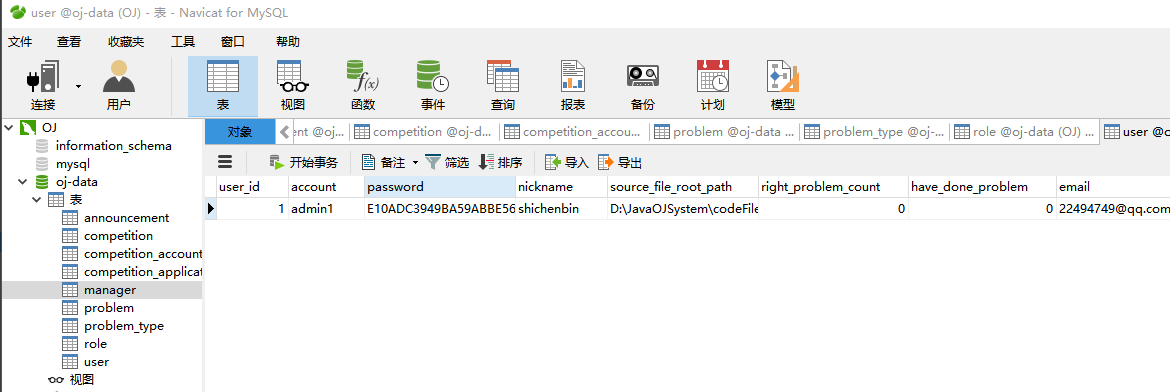 user @oj-data (OJ) - 表 - Navicat for MySQL
文件 查看 收藏夹 工具 窗口 帮助
连接 用户 表 视图 函数 事件 查询 报表 备份 计划 模型
f(x)
OJ
information_schema
mysql
oj-data
表
announcement
competition
competition_account
competition_applicat
manager
problem
problem_type
role
user
视图
对象 ent @oj... competition @oj-d... competition_accou... problem @oj-data ... problem_type @oj-... role @oj-data (OJ) ... user @o
开始事务 备注 筛选 排序 导入 导出
user_id account password nickname source_file_root_path right_problem_count have_done_problem email
1 admin1 E10ADC3949BA59ABBE56 shichenbin D:\JavaOJSystem\codeFile 0 0 22494749@qq.com